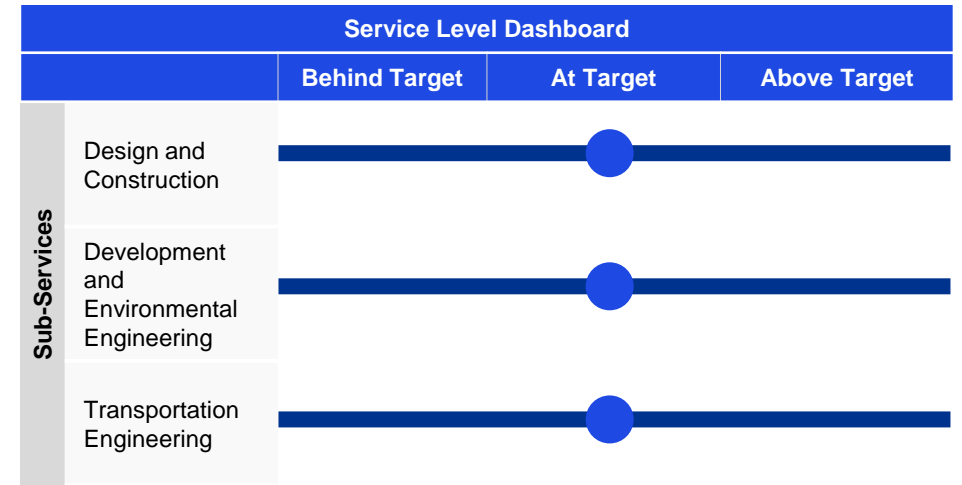 Service Level Dashboard
Behind Target At Target Above Target
Sub-Services
Design and
Construction
Development
and
Environmental
Engineering
Transportation
Engineering